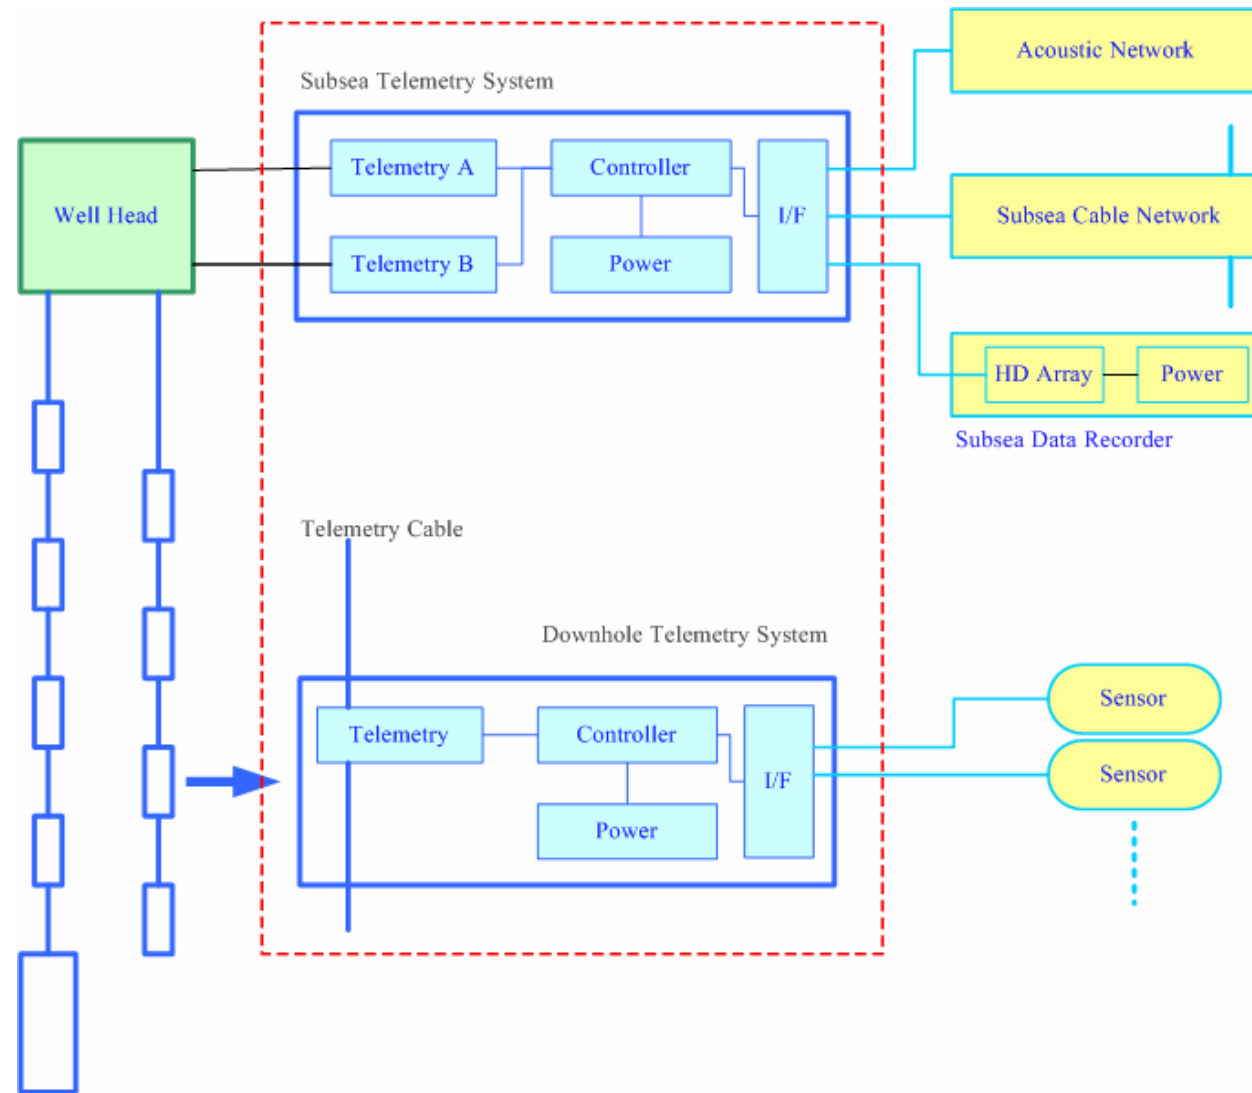 Acoustic Network
Subsea Telemetry System
Telemetry A
Controller
Well Head
I/F
Subsea Cable Network
Telemetry B
Power
HD Array
Power
Subsea Data Recorder
Telemetry Cable
Downhole Telemetry System
Sensor
Telemetry
Controller
Sensor
I/F
Power